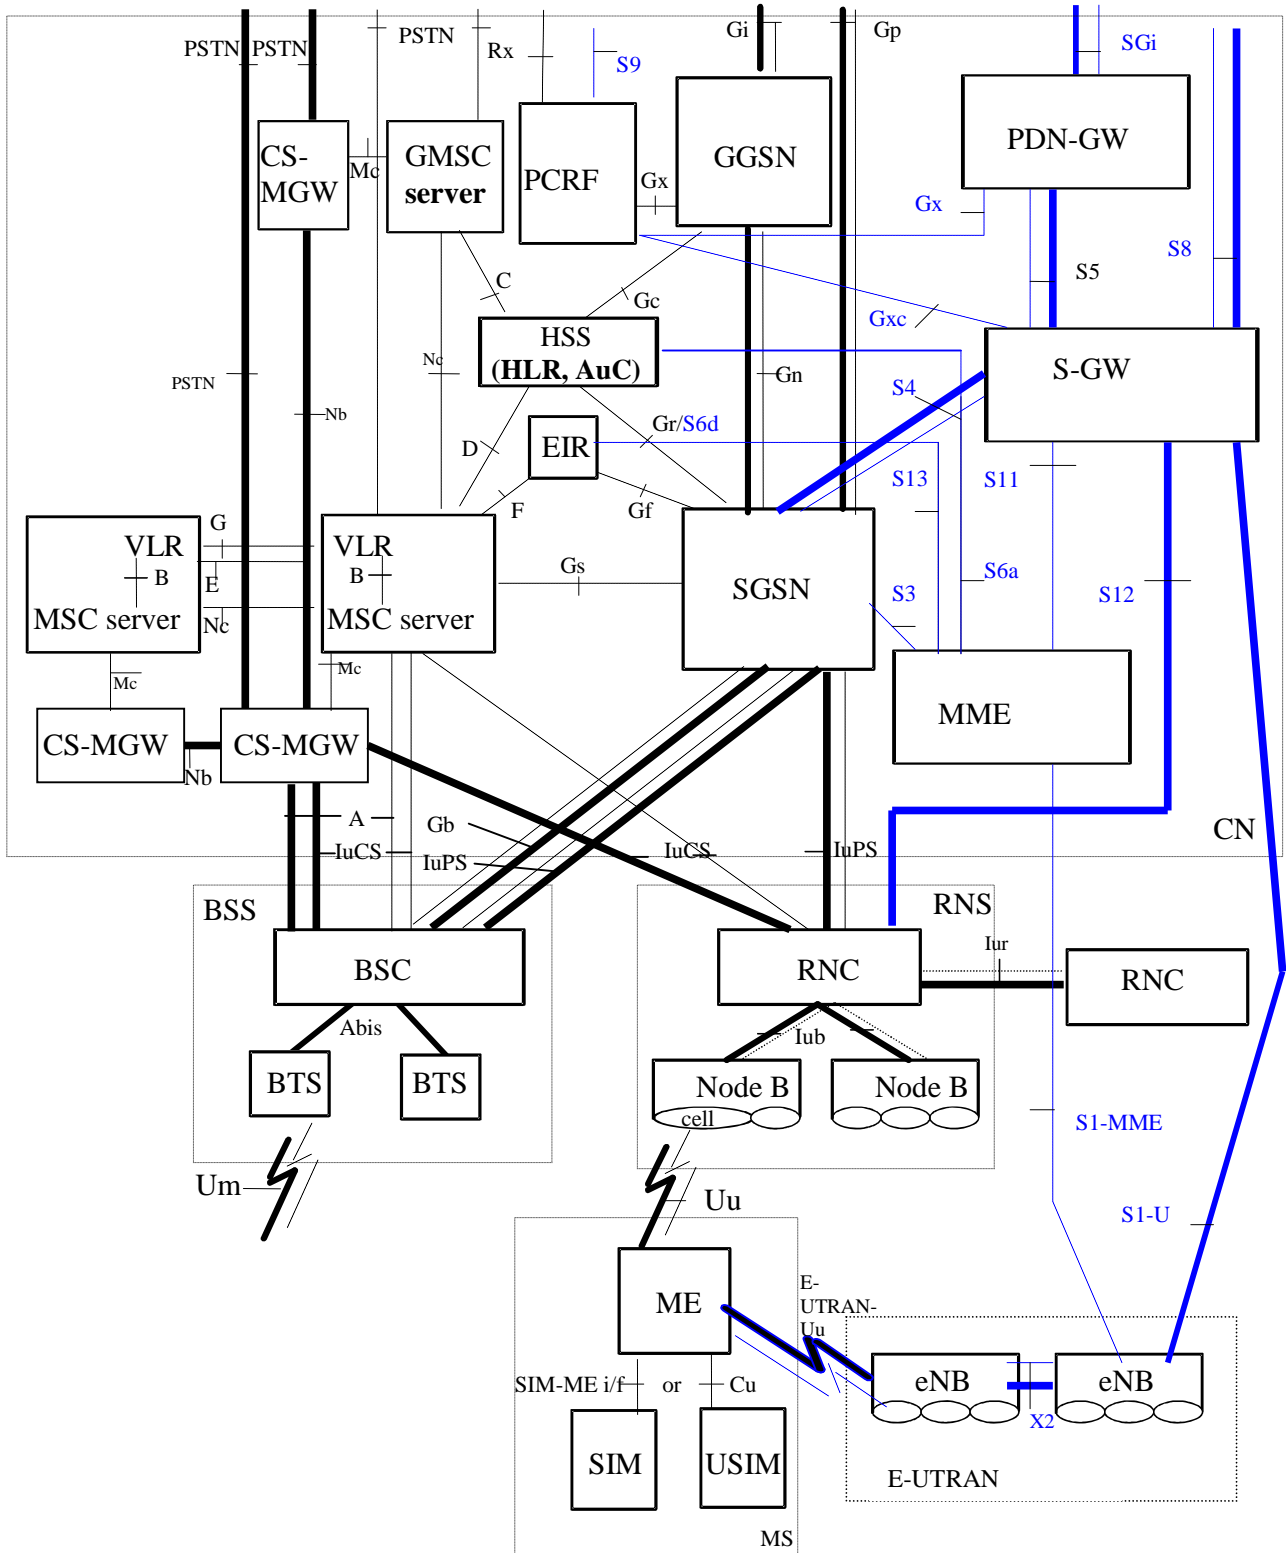 PSTN
PSTN
PSTN
Rx
S9
Gi
Gp
SGi
CS-
MGW
Mc
GMSC
server
PCRF
Gx
GGSN
PDN-GW
Gx
S8
S5
C
Gc
Gxc
HSS
(HLR, AuC)
Nc
Gn
S-GW
PSTN
Nb
S4
D
EIR
Gr/S6d
S13
S11
F
Gf
G
VLR
B
E
MSC server
Nc
VLR
B
MSC server
Gs
SGSN
S3
S6a
S12
Mc
Mc
MME
CS-MGW
Nb
CS-MGW
A
Gb
IuCS
IuPS
IuCS
IuPS
CN
BSS
RNS
BSC
RNC
Iur
RNC
Abis
Iub
BTS
BTS
Node B
cell
Node B
S1-MME
Um
Uu
S1-U
ME
E-
UTRAN-
Uu
SIM-ME i/f
or
Cu
eNB
X2
eNB
SIM
USIM
E-UTRAN
MS